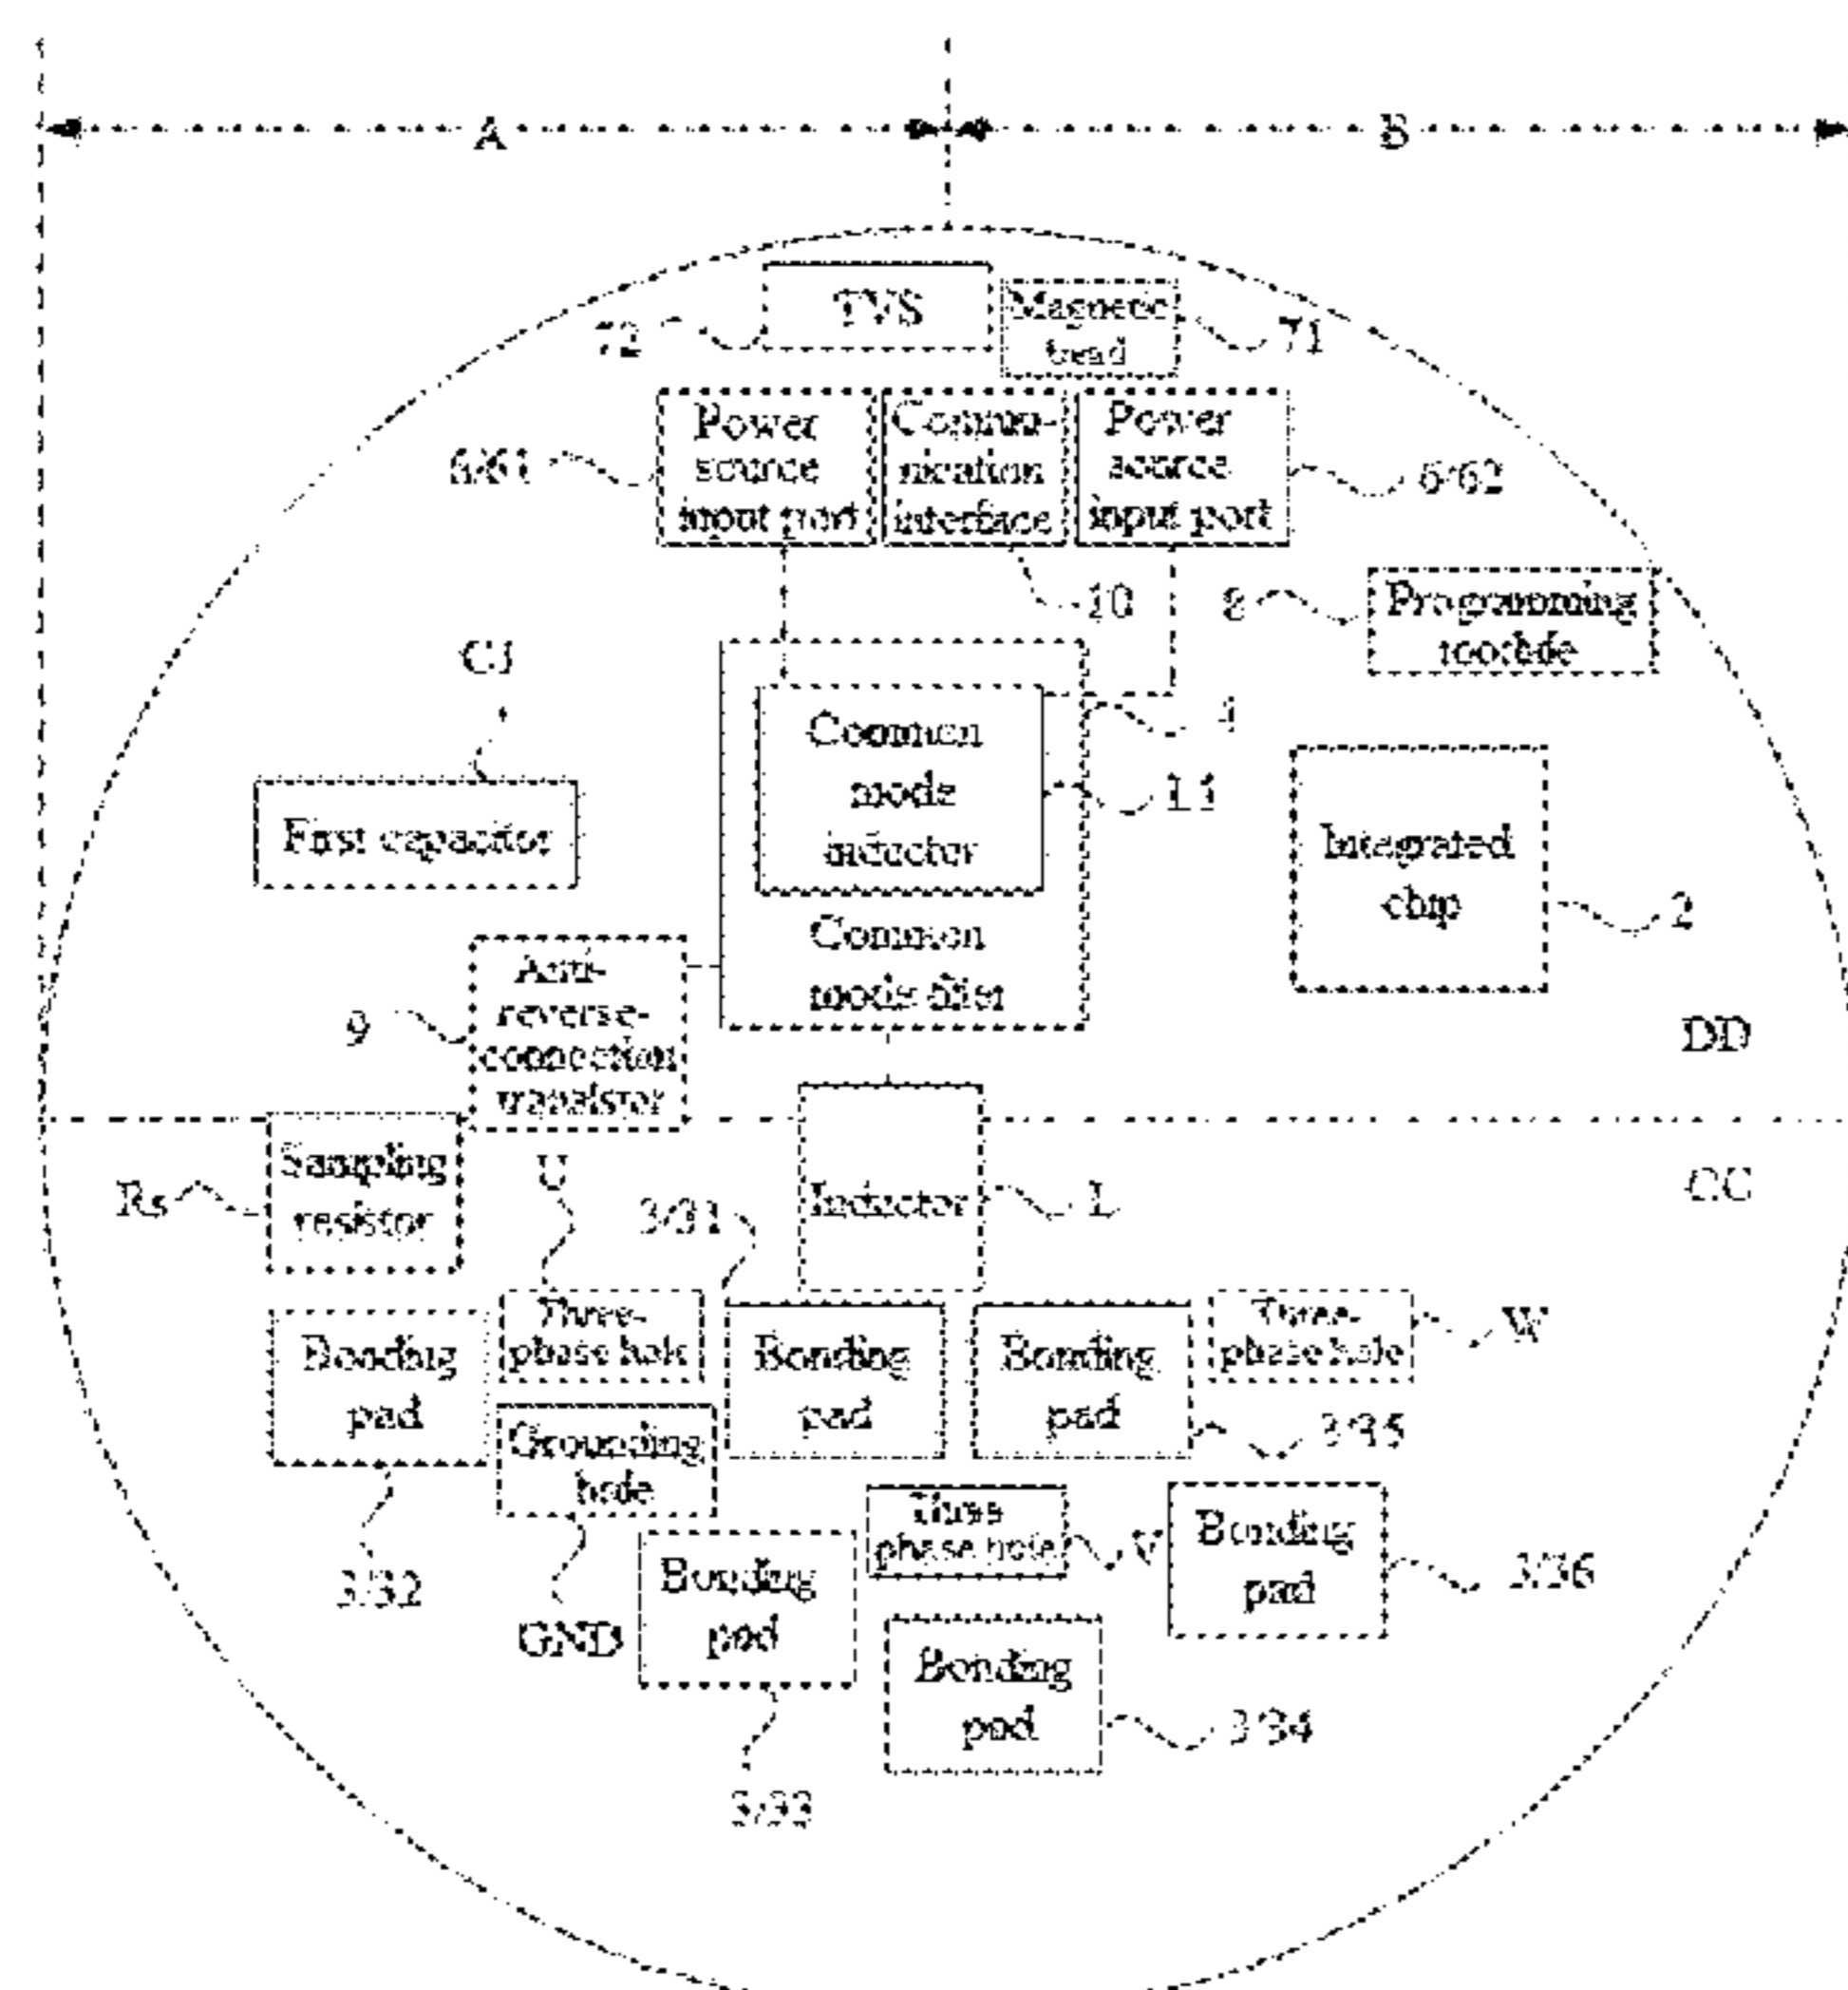 A
B
TVS
Magnetic
bead
72
71
Power
source
input port
Commu-
nication
interface
Power
source
input port
6/61
6/62
10
8
Programming
module
Common
mode
inductor
11
First capacitor
Integrated
chip
2
Common
mode filter
Anti-
reverse-
connection
transistor
9
DD
CC
Sampling
resistor
Rs
U
3/31
Inductor
L
Three-
phase hole
Bonding
pad
Bonding
pad
Bonding
pad
Three-
phase hole
W
Grounding
hole
3/35
Three
phase hole
V
Bonding
pad
3/36
3/32
GND
Bonding
pad
Bonding
pad
3/34
3/33